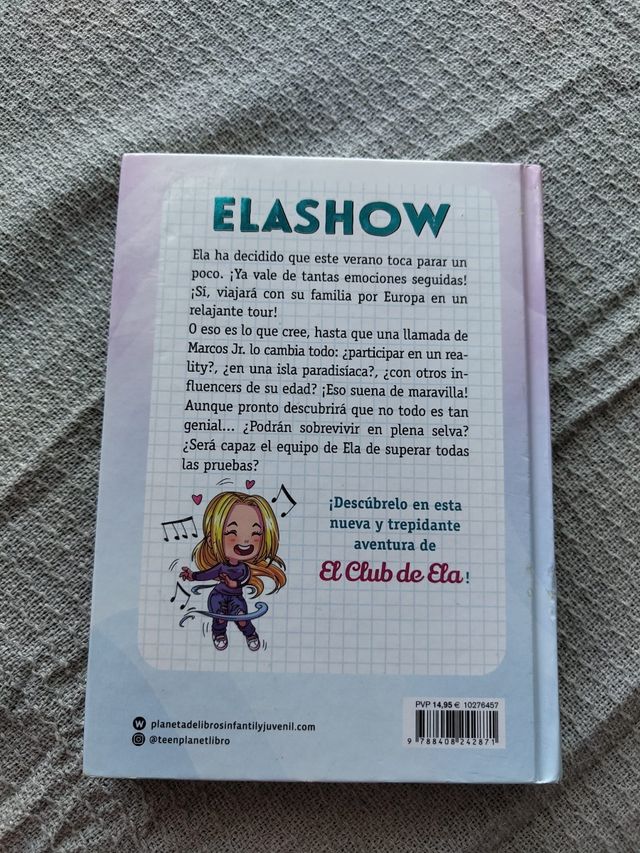 ELASHOW
Ela ha decidido que este verano toca parar un
poco. ¡Ya vale de tantas emociones seguidas!
¡Sí, viajará con su familia por Europa en un
relajante tour!
O eso es lo que cree, hasta que una llamada de
Marcos Jr. lo cambia todo: ¿participar en un rea-
lity?, ¿en una isla paradisíaca?, ¿con otros in-
fluencers de su edad? ¡Eso suena de maravilla!
Aunque pronto descubrirá que no todo es tan
genial... ¿Podrán sobrevivir en plena selva?
¿Será capaz el equipo de Ela de superar todas
las pruebas?
¡Descúbrelo en esta
nueva y trepidante
aventura de
El Club de Ela!
PVP 14,95 € 10276457
9 788408 242871
W planetadelibrosinfantilyjuvenil.com
@teenplanetlibro